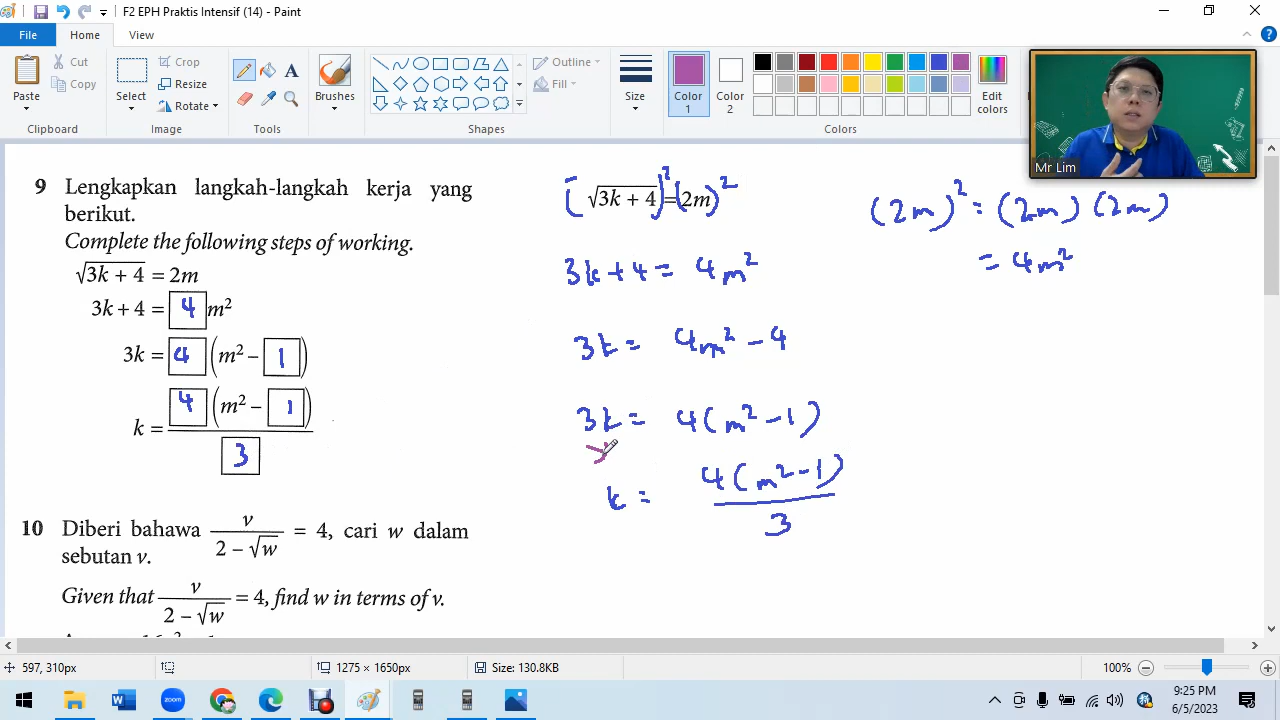 F2 EPH Praktis Intensif (14) - Paint
File Home View
Paste Cut Copy Clipboard
Select Crop Resize Rotate Image
Tools
Brushes
Outline Fill Shapes
Size
Color 1 Color 2 Edit colors Colors
Mr Lim
9 Lengkapkan langkah-langkah kerja yang
berikut.
Complete the following steps of working.
√(3k + 4) = 2m
3k + 4 = 4 m²
3k = 4 (m² – 1)
k = 4 (m² – 1) / 3
(√(3k + 4))² = (2m)²
3k + 4 = 4m²
3k = 4m² – 4
3k = 4(m² – 1)
k = 4(m² – 1) / 3
(2m)² = (2m) (2m)
= 4m²
10 Diberi bahawa v / (2 – √w) = 4, cari w dalam
sebutan v.
Given that v / (2 – √w) = 4, find w in terms of v.
597, 310px 1275 × 1650px Size: 130.8KB 100%
zoom
9:25 PM
6/5/2023